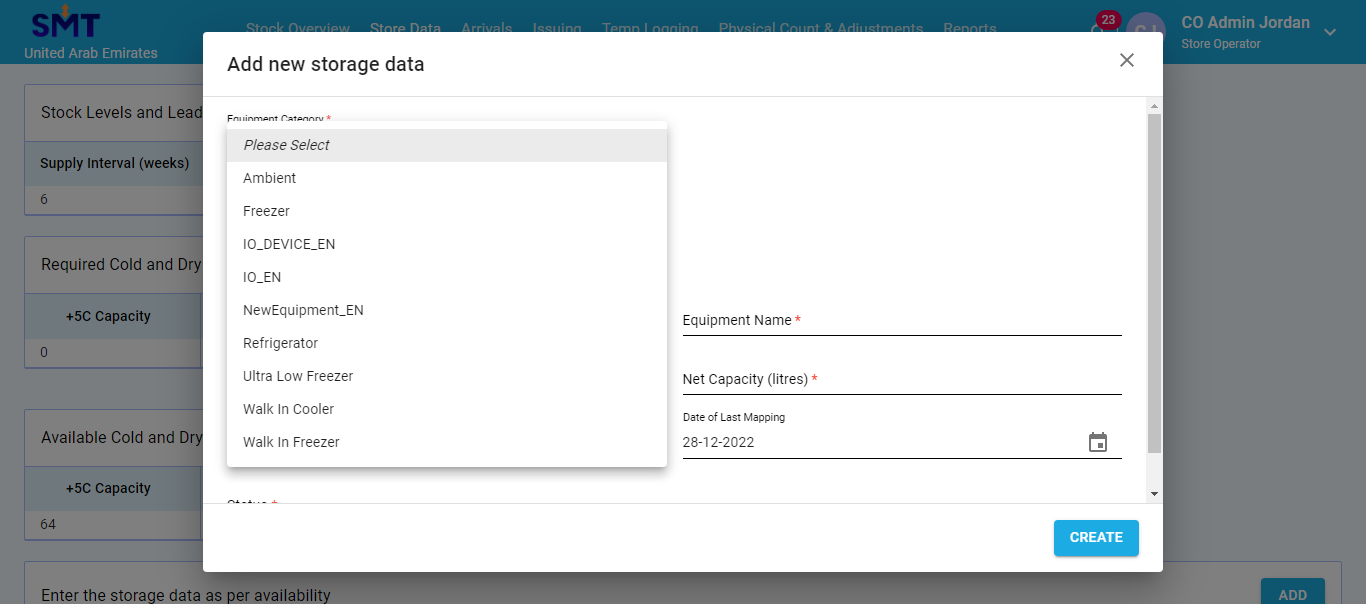 SMT
United Arab Emirates
Stock Overview
Store Data
Arrivals
Issuing
Temp Logging
Physical Count & Adjustments
Reports
23
CJ
CO Admin Jordan
Store Operator
Add new storage data
Stock Levels and Lead
Supply Interval (weeks)
6
Required Cold and Dry
+5C Capacity
0
Available Cold and Dry
+5C Capacity
64
Enter the storage data as per availability
ADD
Equipment Category *
Please Select
Ambient
Freezer
IO_DEVICE_EN
IO_EN
NewEquipment_EN
Refrigerator
Ultra Low Freezer
Walk In Cooler
Walk In Freezer
Equipment Name *
Net Capacity (litres) *
Date of Last Mapping
28-12-2022
Status *
CREATE